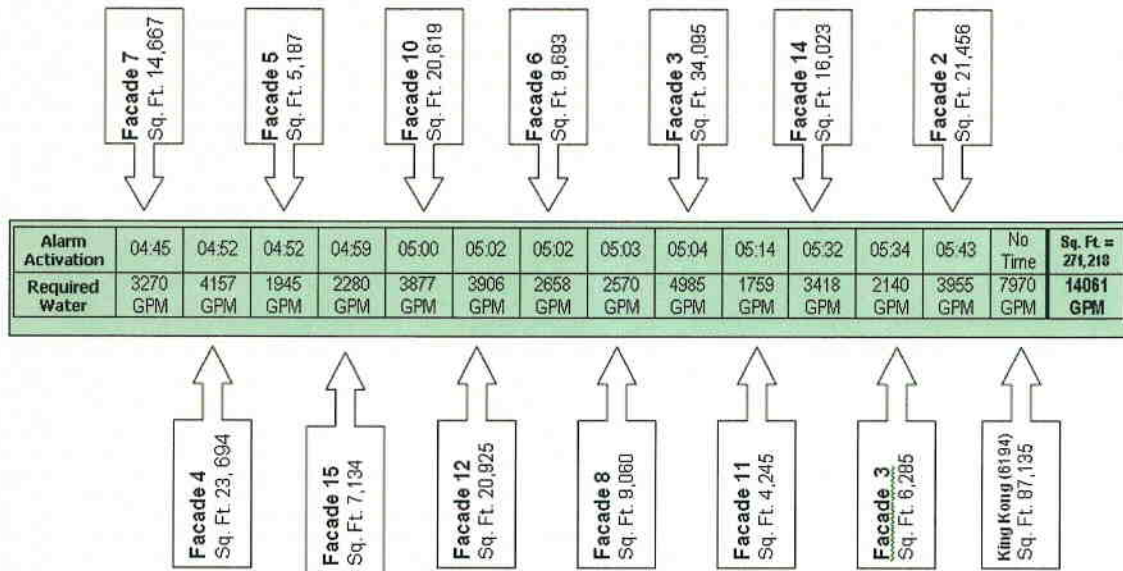 Facade 7
Sq. Ft. 14,667
Facade 5
Sq. Ft. 5,187
Facade 10
Sq. Ft. 20,619
Facade 6
Sq. Ft. 9,693
Facade 3
Sq. Ft. 34,095
Facade 14
Sq. Ft. 16,023
Facade 2
Sq. Ft. 21,456
Alarm Activation 04:45 04:52 04:52 04:59 05:00 05:02 05:02 05:03 05:04 05:14 05:32 05:34 05:43 No Time Sq. Ft. = 271,218
Required Water 3270 GPM 4157 GPM 1945 GPM 2280 GPM 3877 GPM 3906 GPM 2658 GPM 2570 GPM 4985 GPM 1759 GPM 3418 GPM 2140 GPM 3955 GPM 7970 GPM 14061 GPM
Facade 4
Sq. Ft. 23, 694
Facade 15
Sq. Ft. 7,134
Facade 12
Sq. Ft. 20,925
Facade 8
Sq. Ft. 9,060
Facade 11
Sq. Ft. 4,245
Facade 3
Sq. Ft. 6,285
King Kong (6194)
Sq. Ft. 87,135